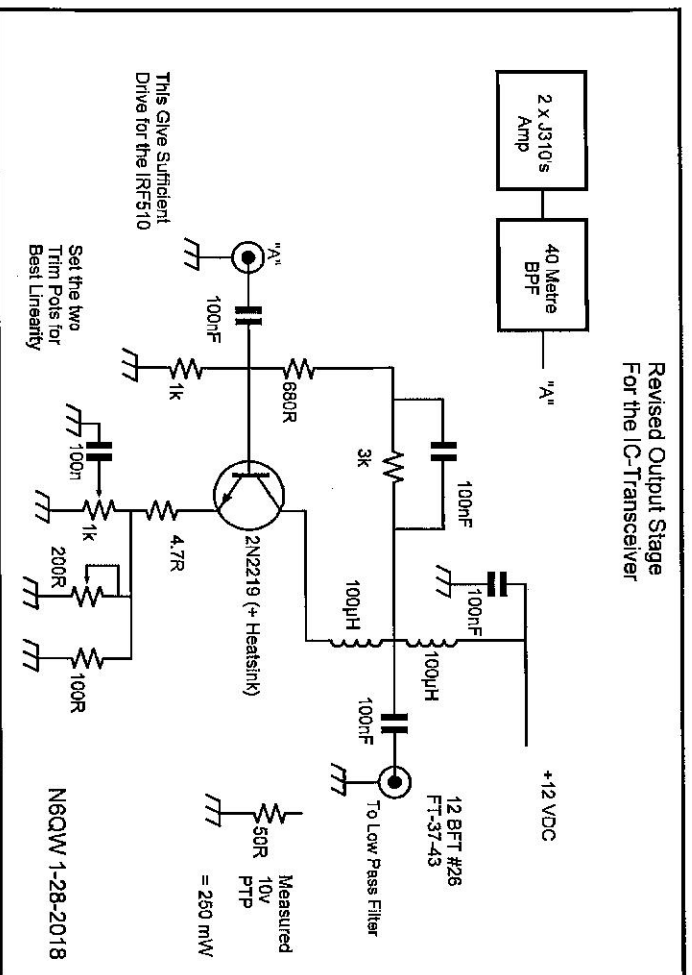 Revised Output Stage
For the IC-Transceiver
2 x J310's
Amp
40 Metre
BPF
"A"
+12 VDC
100nF
100nF
3k
100µH
100µH
12 BFT #26
FT-37-43
100nF
To Low Pass Filter
680R
This Give Sufficient
Drive for the IRF510
"A"
100nF
1k
2N2219 (+ Heatsink)
4.7R
50R
Measured
10v
PTP
= 250 mW
Set the two
Trim Pots for
Best Linearity
100n
1k
200R
100R
N6QW 1-28-2018